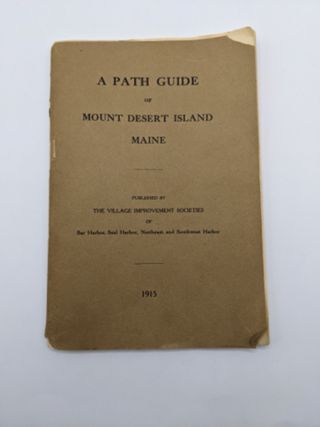 A PATH GUIDE
OF
MOUNT DESERT ISLAND
MAINE
PUBLISHED BY
THE VILLAGE IMPROVEMENT SOCIETIES
OF
Bar Harbor, Seal Harbor, Northeast and Southwest Harbor
1915